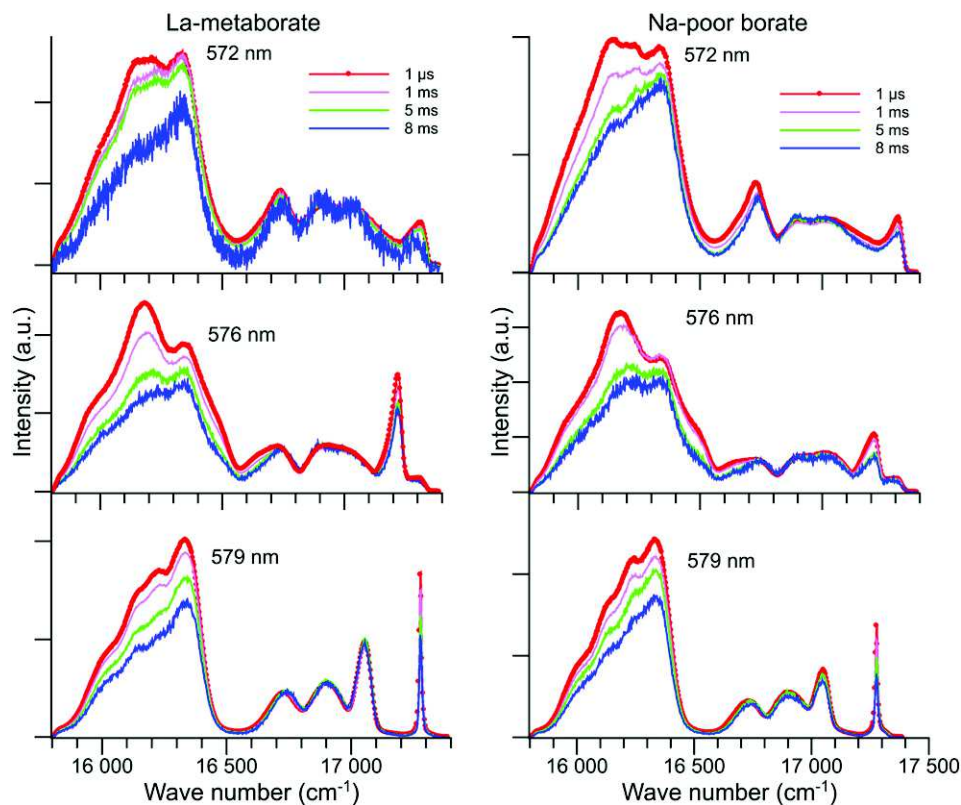 La-metaborate
Na-poor borate
572 nm
1 µs
1 ms
5 ms
8 ms
572 nm
1 µs
1 ms
5 ms
8 ms
Intensity (a.u.)
576 nm
Intensity (a.u.)
576 nm
579 nm
579 nm
16 000 16 500 17 000
16 000 16 500 17 000 17 500
Wave number (cm⁻¹)
Wave number (cm⁻¹)